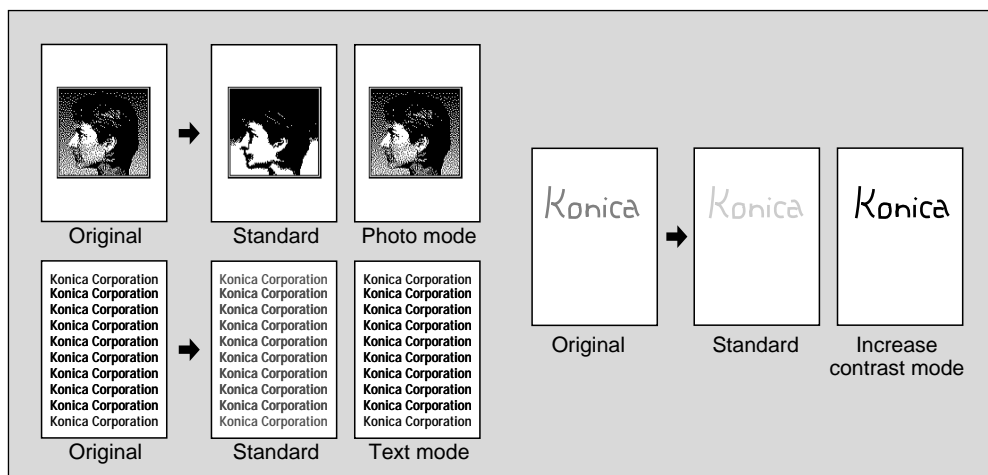 Original
Standard
Photo mode
Konica Corporation
Konica Corporation
Konica Corporation
Konica Corporation
Konica Corporation
Konica Corporation
Konica Corporation
Konica Corporation
Konica Corporation
Konica Corporation
Original
Konica Corporation
Konica Corporation
Konica Corporation
Konica Corporation
Konica Corporation
Konica Corporation
Konica Corporation
Konica Corporation
Konica Corporation
Konica Corporation
Standard
Konica Corporation
Konica Corporation
Konica Corporation
Konica Corporation
Konica Corporation
Konica Corporation
Konica Corporation
Konica Corporation
Konica Corporation
Konica Corporation
Text mode
Konica
Original
Konica
Standard
Konica
Increase
contrast mode